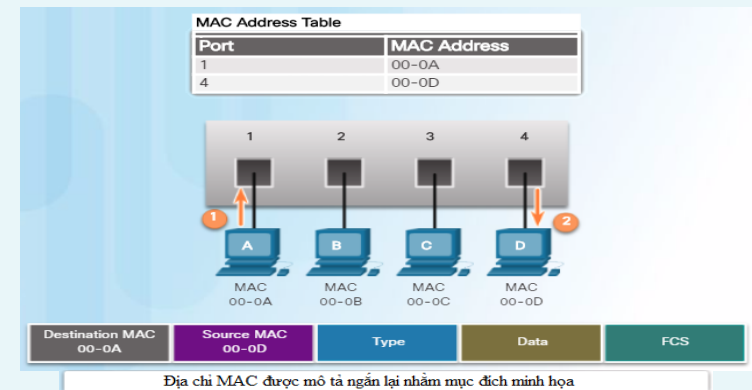 MAC Address Table
Port MAC Address
1 00-0A
4 00-0D
1 2 3 4
1 2
A B C D
MAC MAC MAC MAC
00-0A 00-0B 00-0C 00-0D
Destination MAC Source MAC Type Data FCS
00-0A 00-0D
Địa chỉ MAC được mô tả ngắn lại nhằm mục đích minh họa